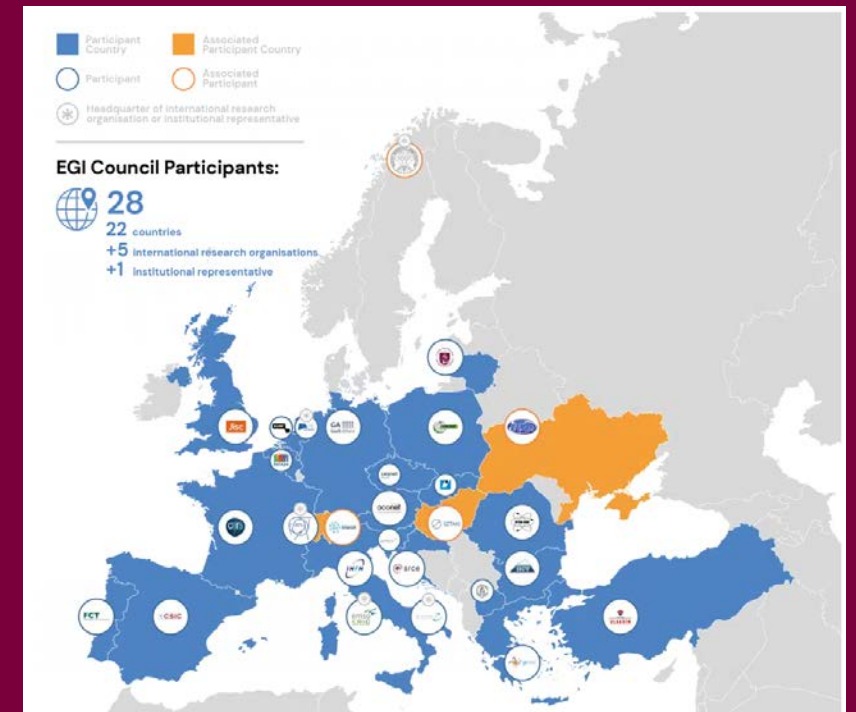 Participant
Country
Associated
Participant Country
Participant
Associated
Participant
Headquarter of international research
organisation or institutional representative
EGI Council Participants:
28
22 countries
+5 international research organisations
+1 institutional representative
Jisc
CNRS
INFN
srce
FCT
CSIC